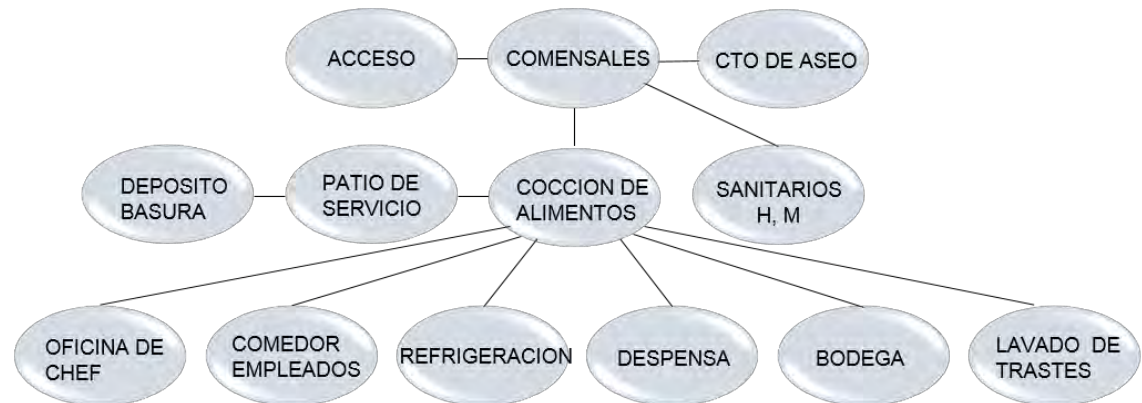 ACCESO
COMENSALES
CTO DE ASEO
DEPOSITO
BASURA
PATIO DE
SERVICIO
COCCION DE
ALIMENTOS
SANITARIOS
H, M
OFICINA DE
CHEF
COMEDOR
EMPLEADOS
REFRIGERACION
DESPENSA
BODEGA
LAVADO DE
TRASTES